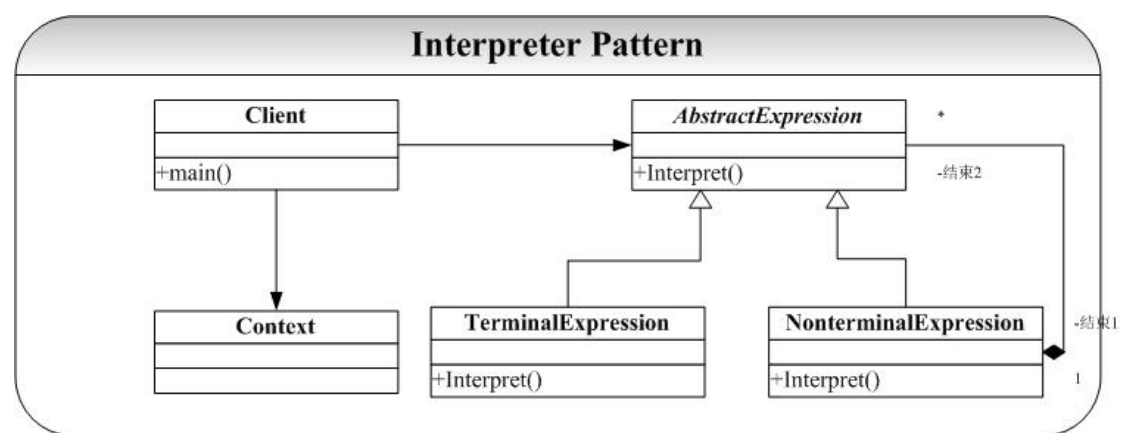 Interpreter Pattern
Client
AbstractExpression
*
+main()
+Interpret()
-结束2
Context
TerminalExpression
NonterminalExpression
-结束1
+Interpret()
+Interpret()
1